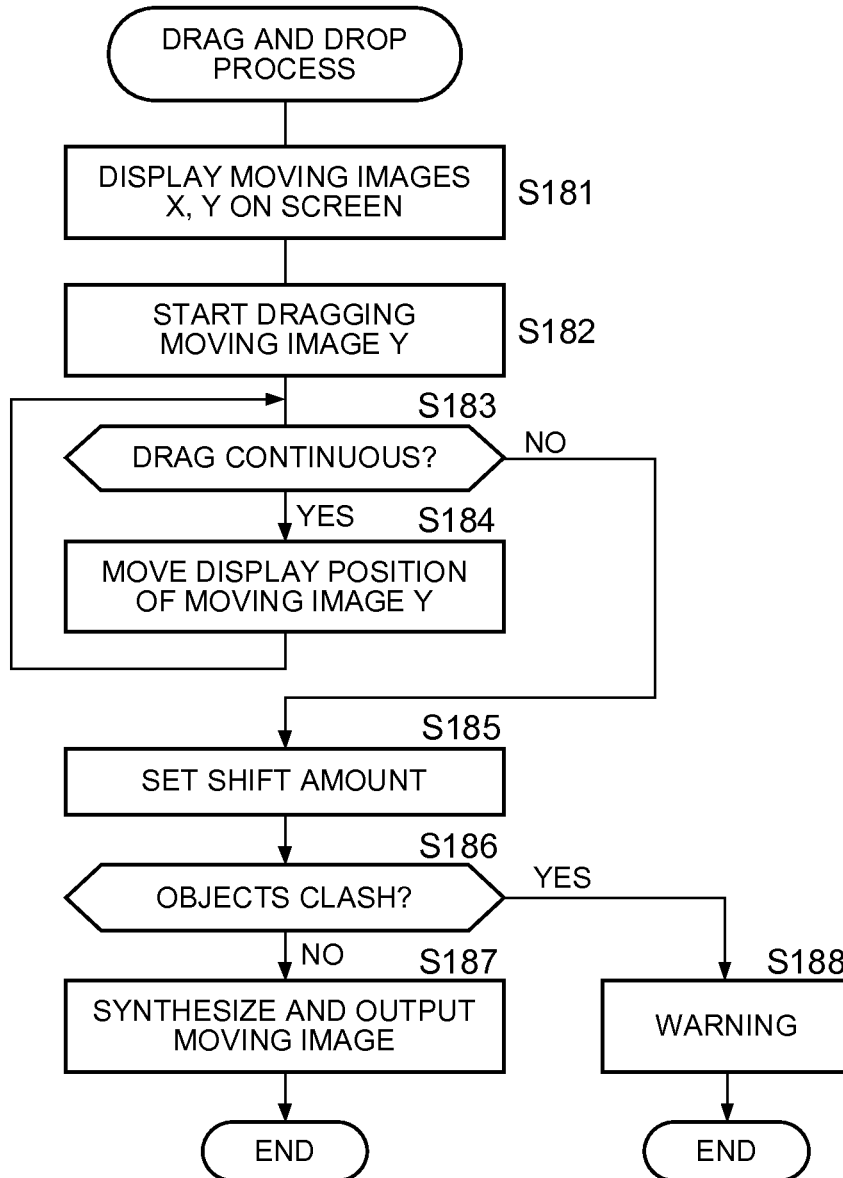 DRAG AND DROP
PROCESS
DISPLAY MOVING IMAGES
X, Y ON SCREEN
S181
START DRAGGING
MOVING IMAGE Y
S182
S183
DRAG CONTINUOUS?
NO
YES
S184
MOVE DISPLAY POSITION
OF MOVING IMAGE Y
S185
SET SHIFT AMOUNT
S186
OBJECTS CLASH?
YES
NO
S187
SYNTHESIZE AND OUTPUT
MOVING IMAGE
S188
WARNING
END
END